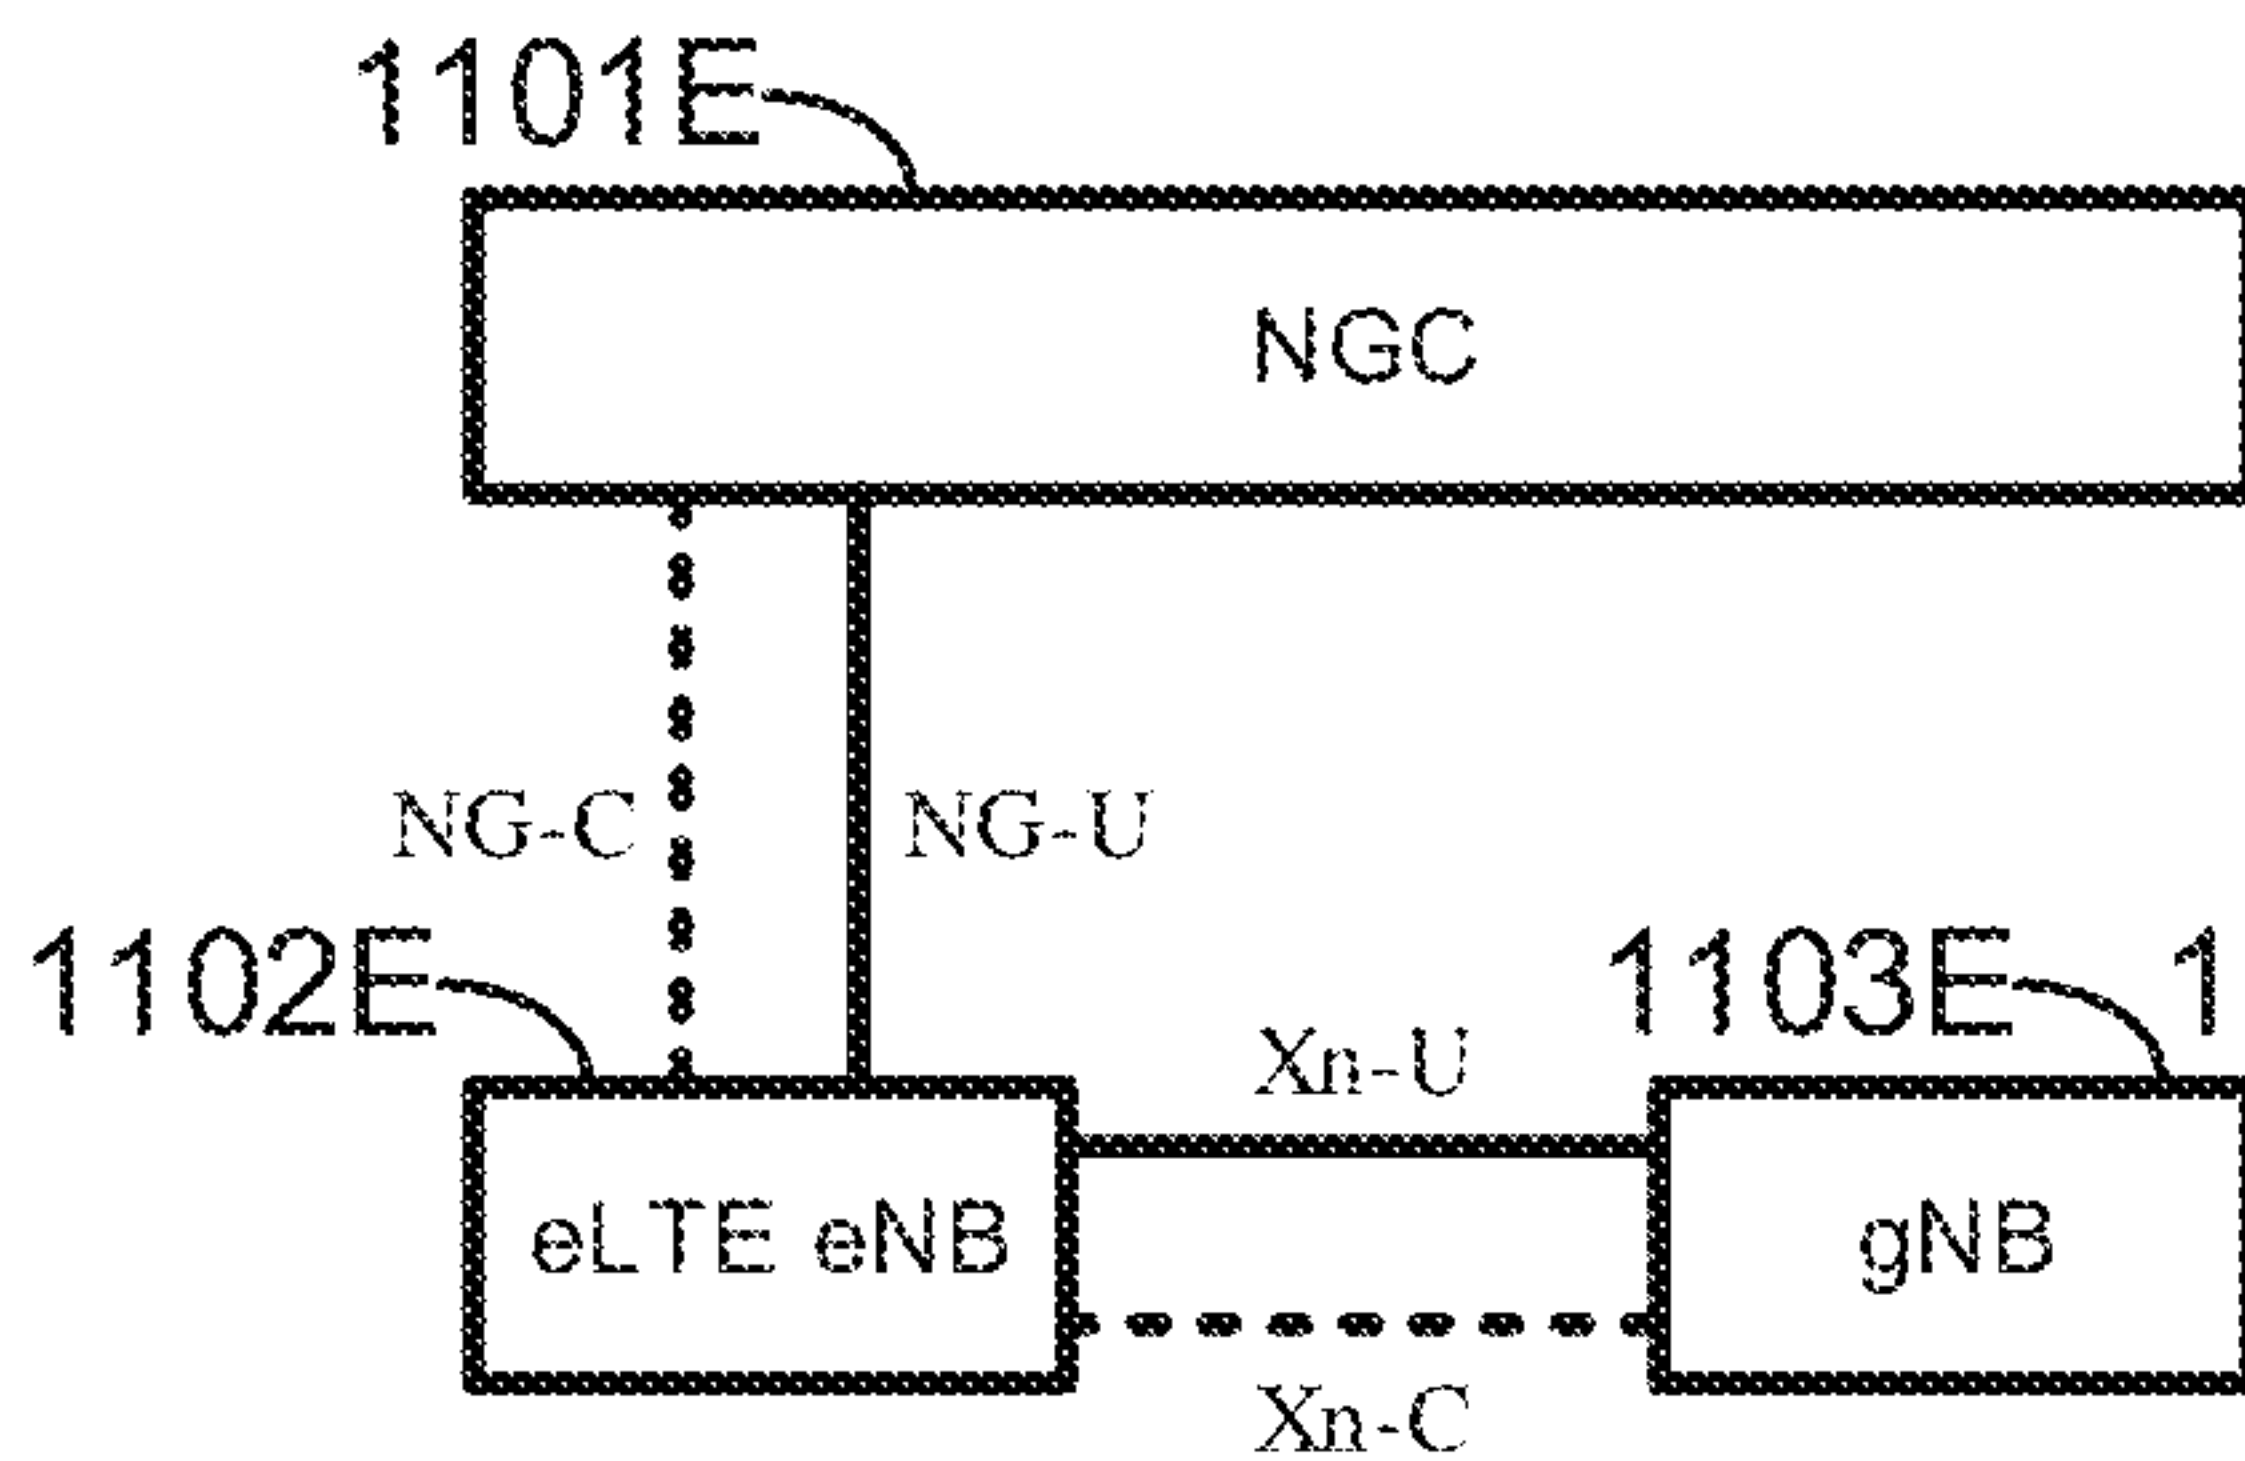 1101E
NGC
NG-C NG-U
1102E 1103E 1
Xn-U
eLTE eNB gNB
Xn-C